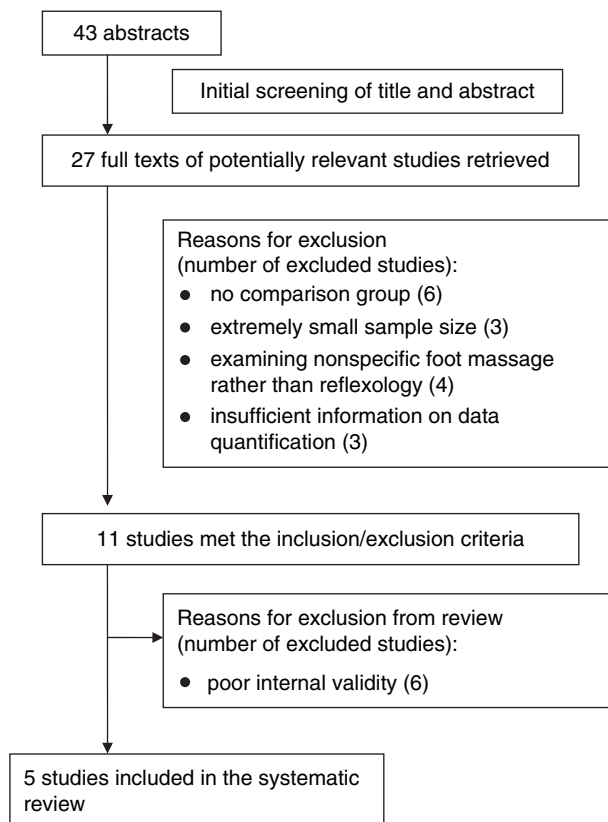 43 abstracts
Initial screening of title and abstract
27 full texts of potentially relevant studies retrieved
Reasons for exclusion
(number of excluded studies):
● no comparison group (6)
● extremely small sample size (3)
● examining nonspecific foot massage
rather than reflexology (4)
● insufficient information on data
quantification (3)
11 studies met the inclusion/exclusion criteria
Reasons for exclusion from review
(number of excluded studies):
● poor internal validity (6)
5 studies included in the systematic
review